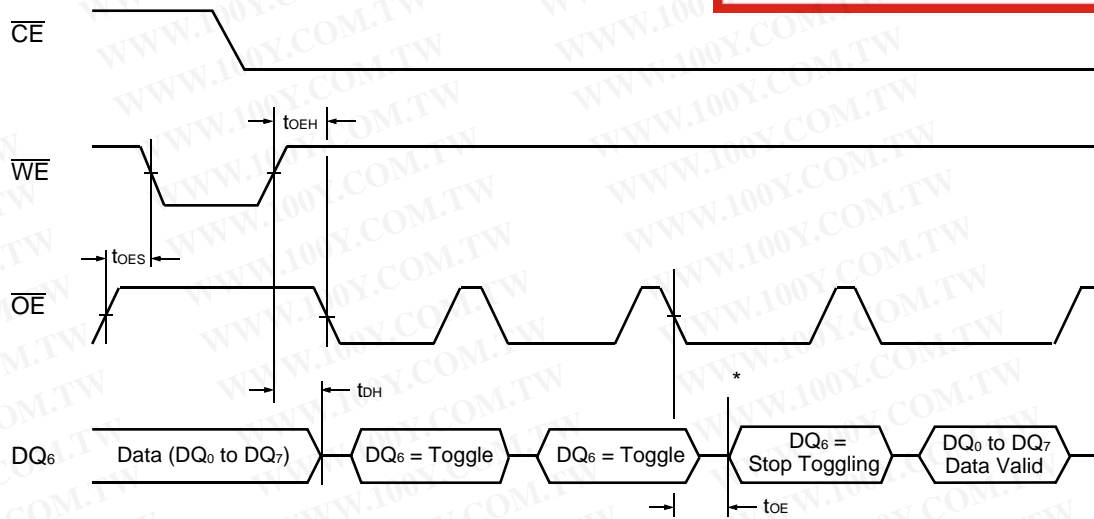 CE
tOEH
WE
tOES
OE
*
tDH
DQ6
Data (DQ0 to DQ7)
DQ6 = Toggle
DQ6 = Toggle
DQ6 =
Stop Toggling
DQ0 to DQ7
Data Valid
tOE
WWW.100Y.COM.TW